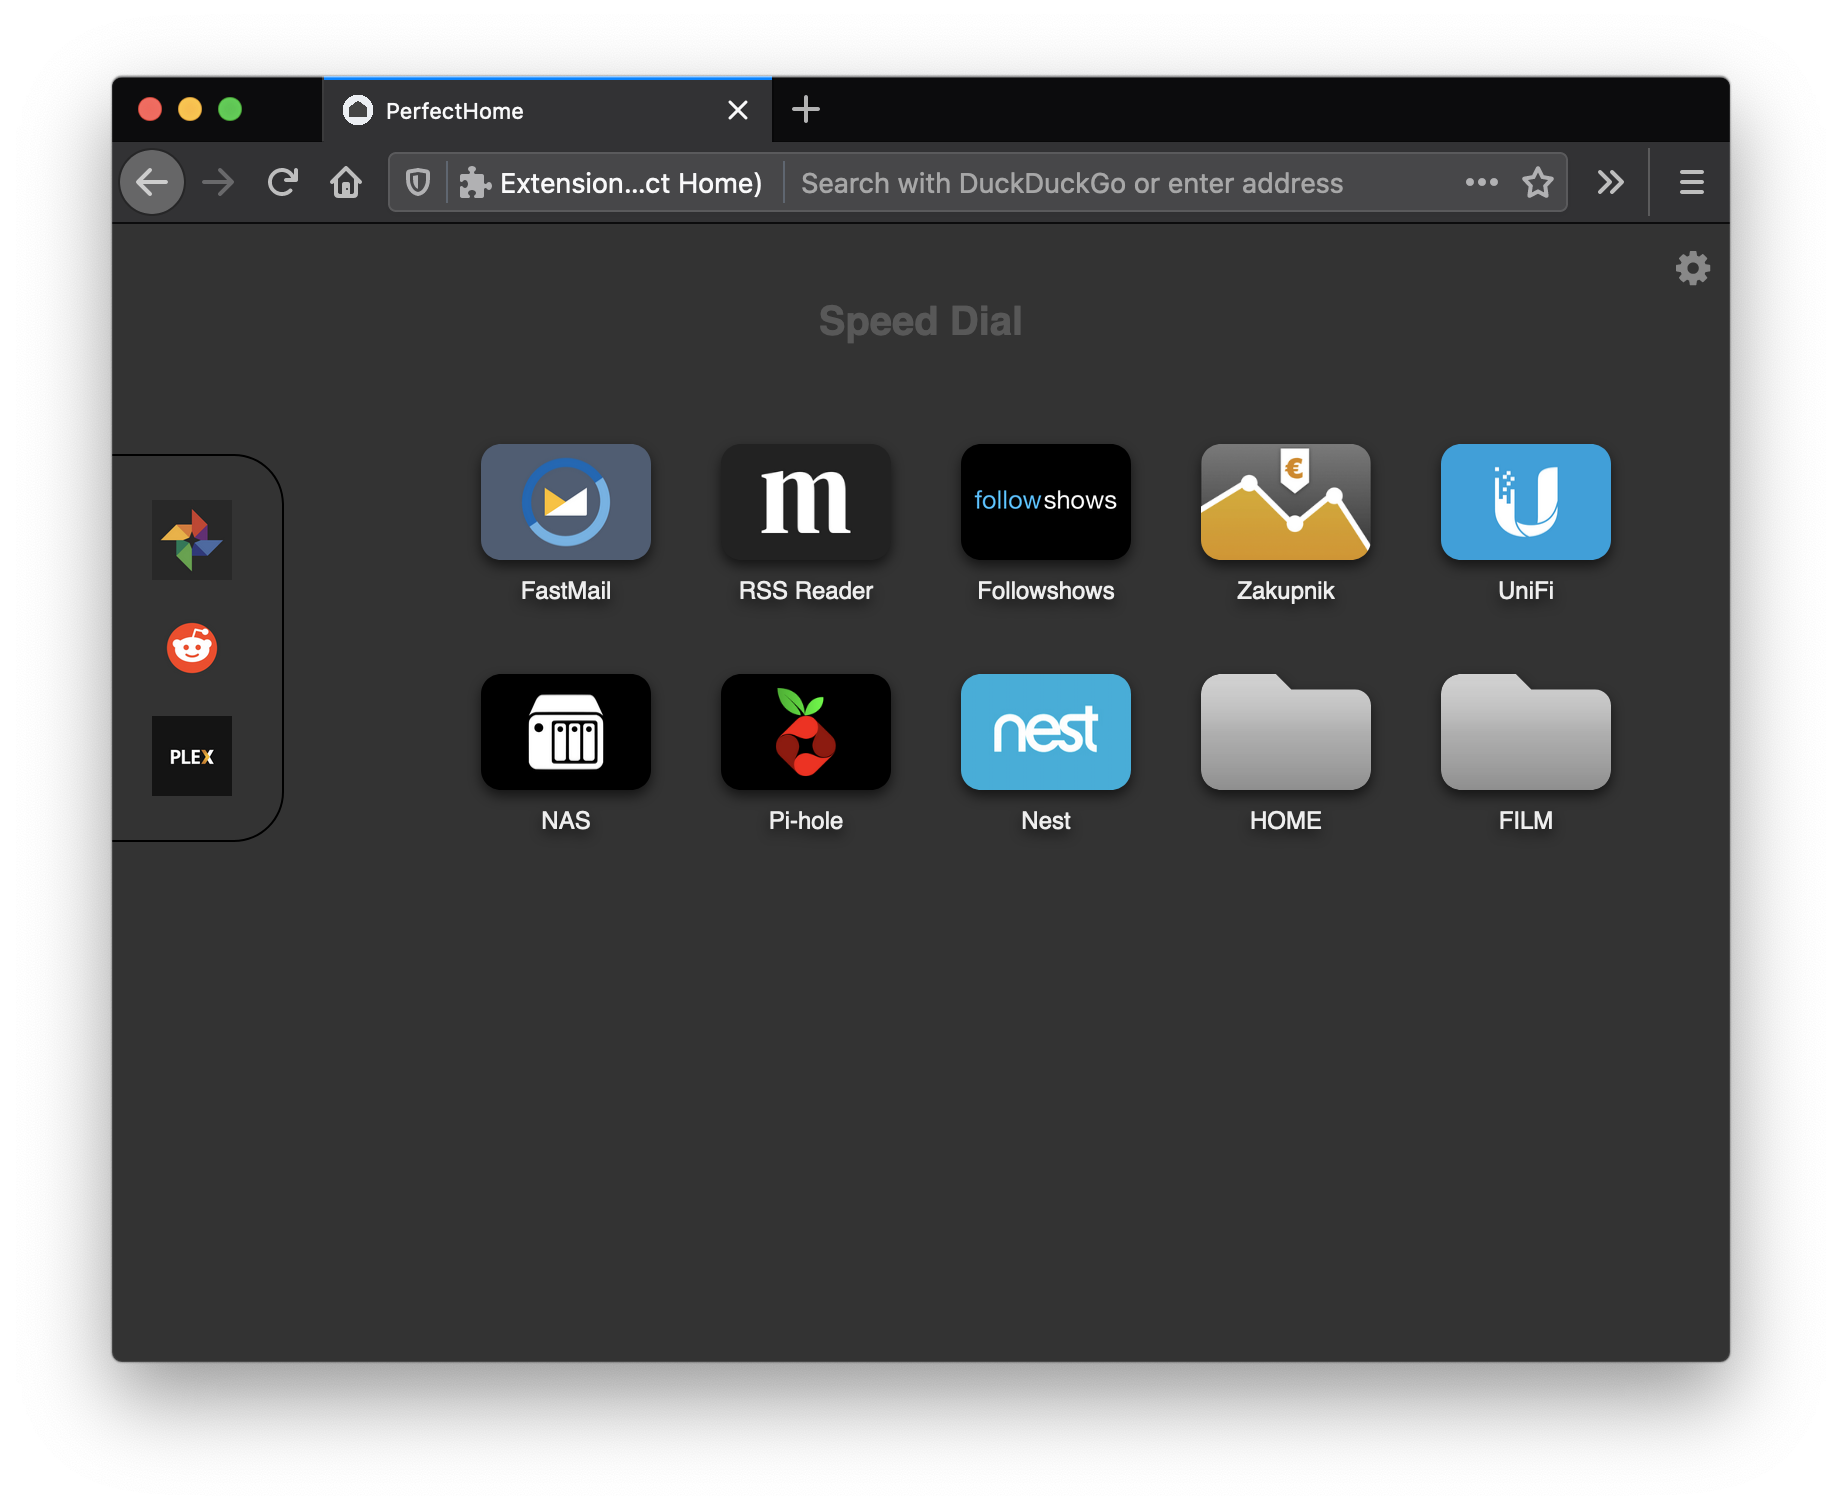 PerfectHome
Extension...ct Home)
Search with DuckDuckGo or enter address
Speed Dial
m
followshows
€
FastMail
RSS Reader
Followshows
Zakupnik
UniFi
PLEX
nest
NAS
Pi-hole
Nest
HOME
FILM